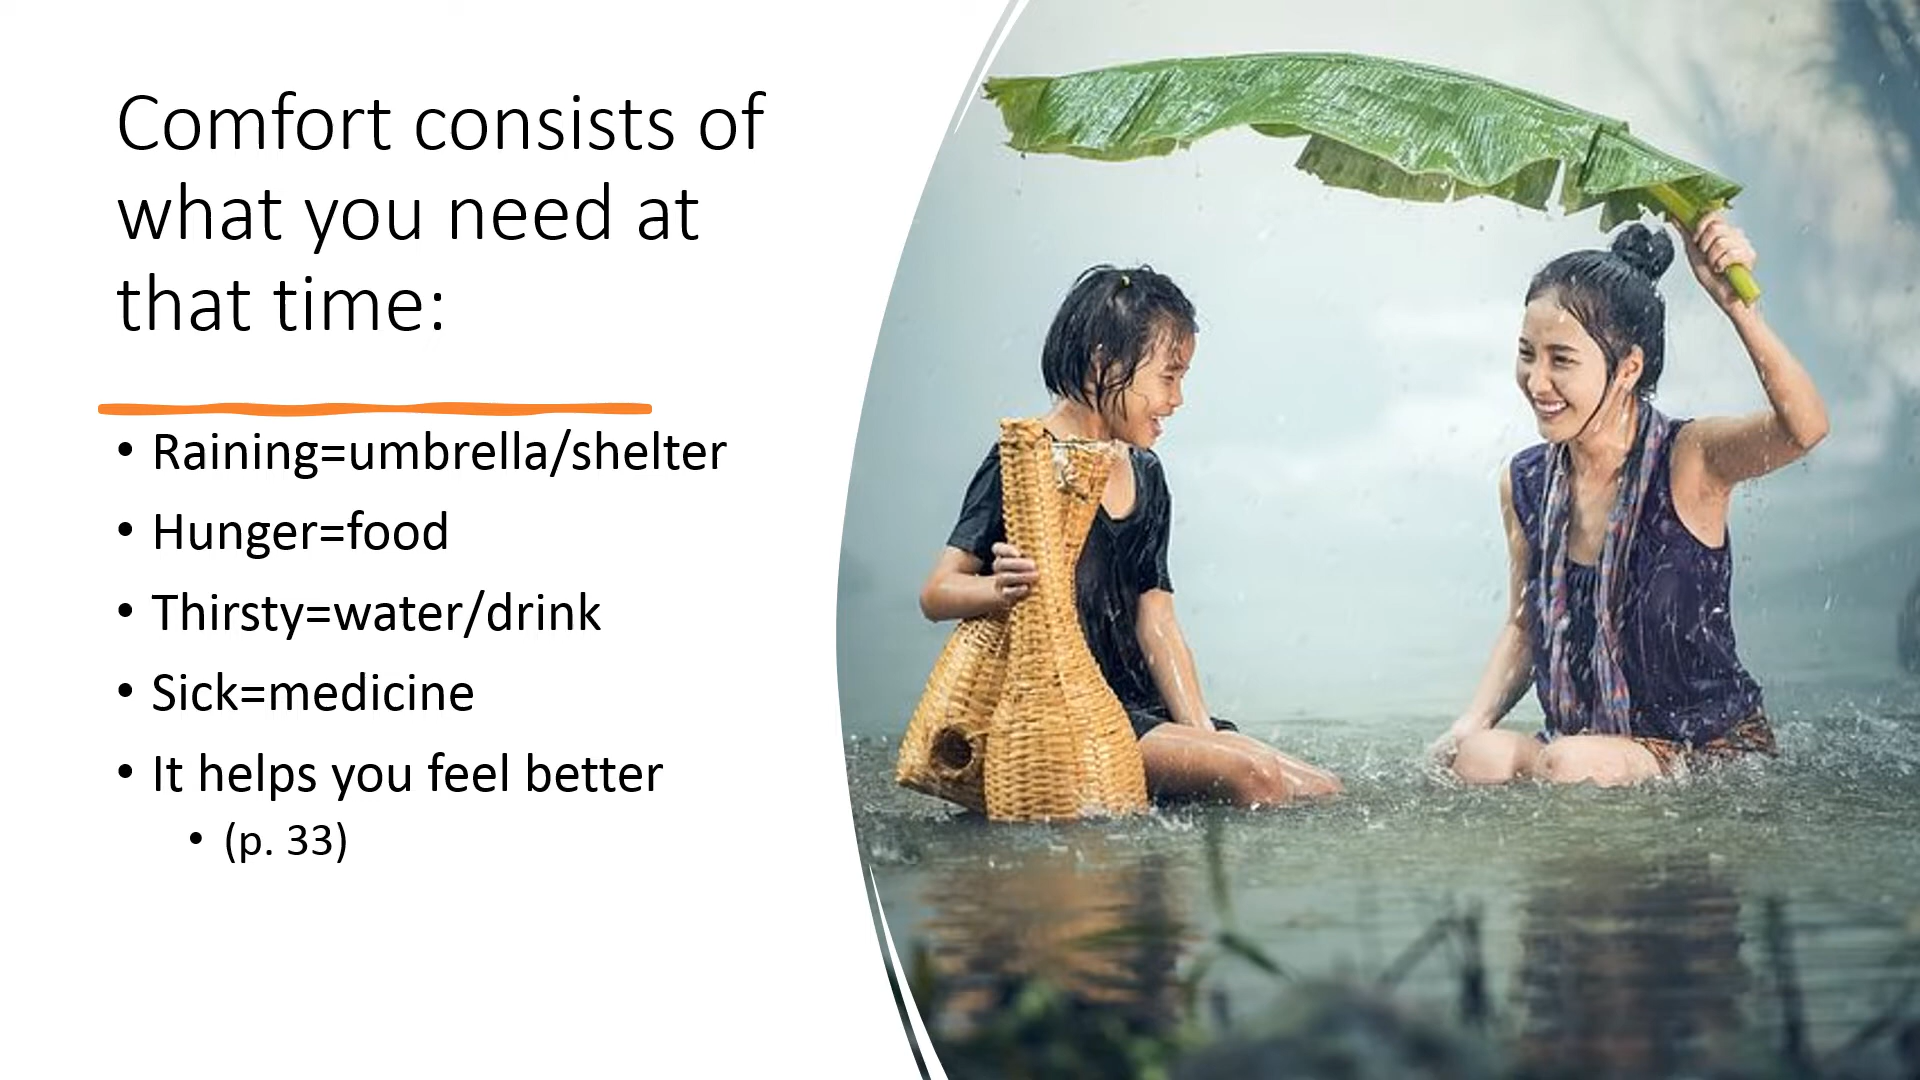 Comfort consists of
what you need at
that time:
• Raining=umbrella/shelter
• Hunger=food
• Thirsty=water/drink
• Sick=medicine
• It helps you feel better
• (p. 33)